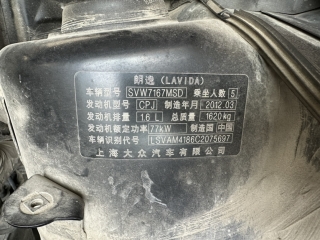 朗逸 (LAVIDA)
车辆型号 SVW7167MSD 乘坐人数 5
发动机型号 CPJ 制造年月 2012.03
发动机排量 1.6 L 总质量 1620kg
发动机额定功率 77kW 制造国 中国
车辆识别代号 LSVAM4186C2075697
上海大众汽车有限公司